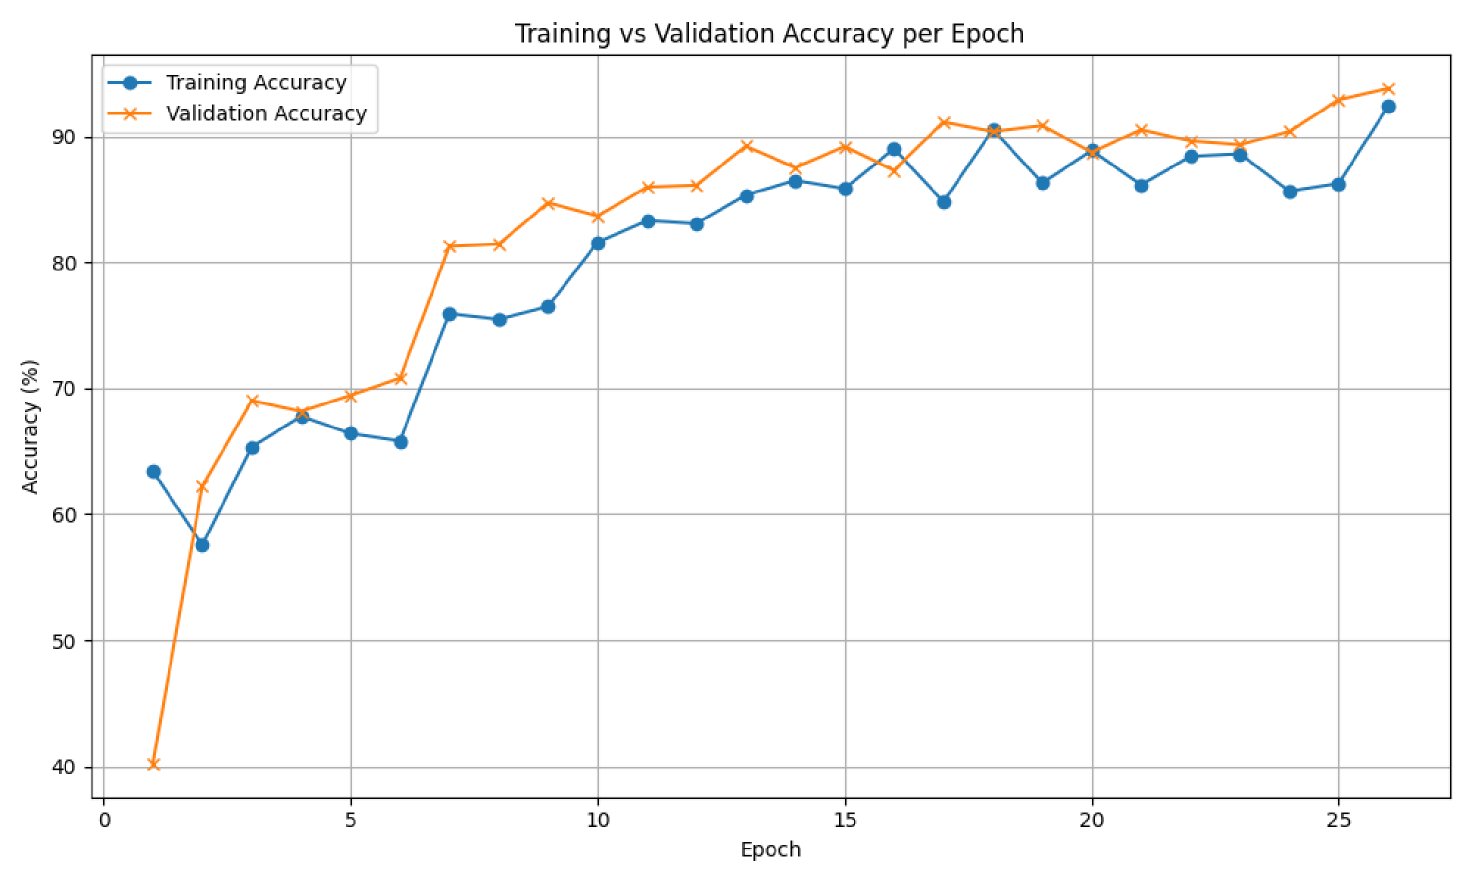 Training vs Validation Accuracy per Epoch
Training Accuracy
Validation Accuracy
90
80
70
60
50
40
Accuracy (%)
0 5 10 15 20 25
Epoch